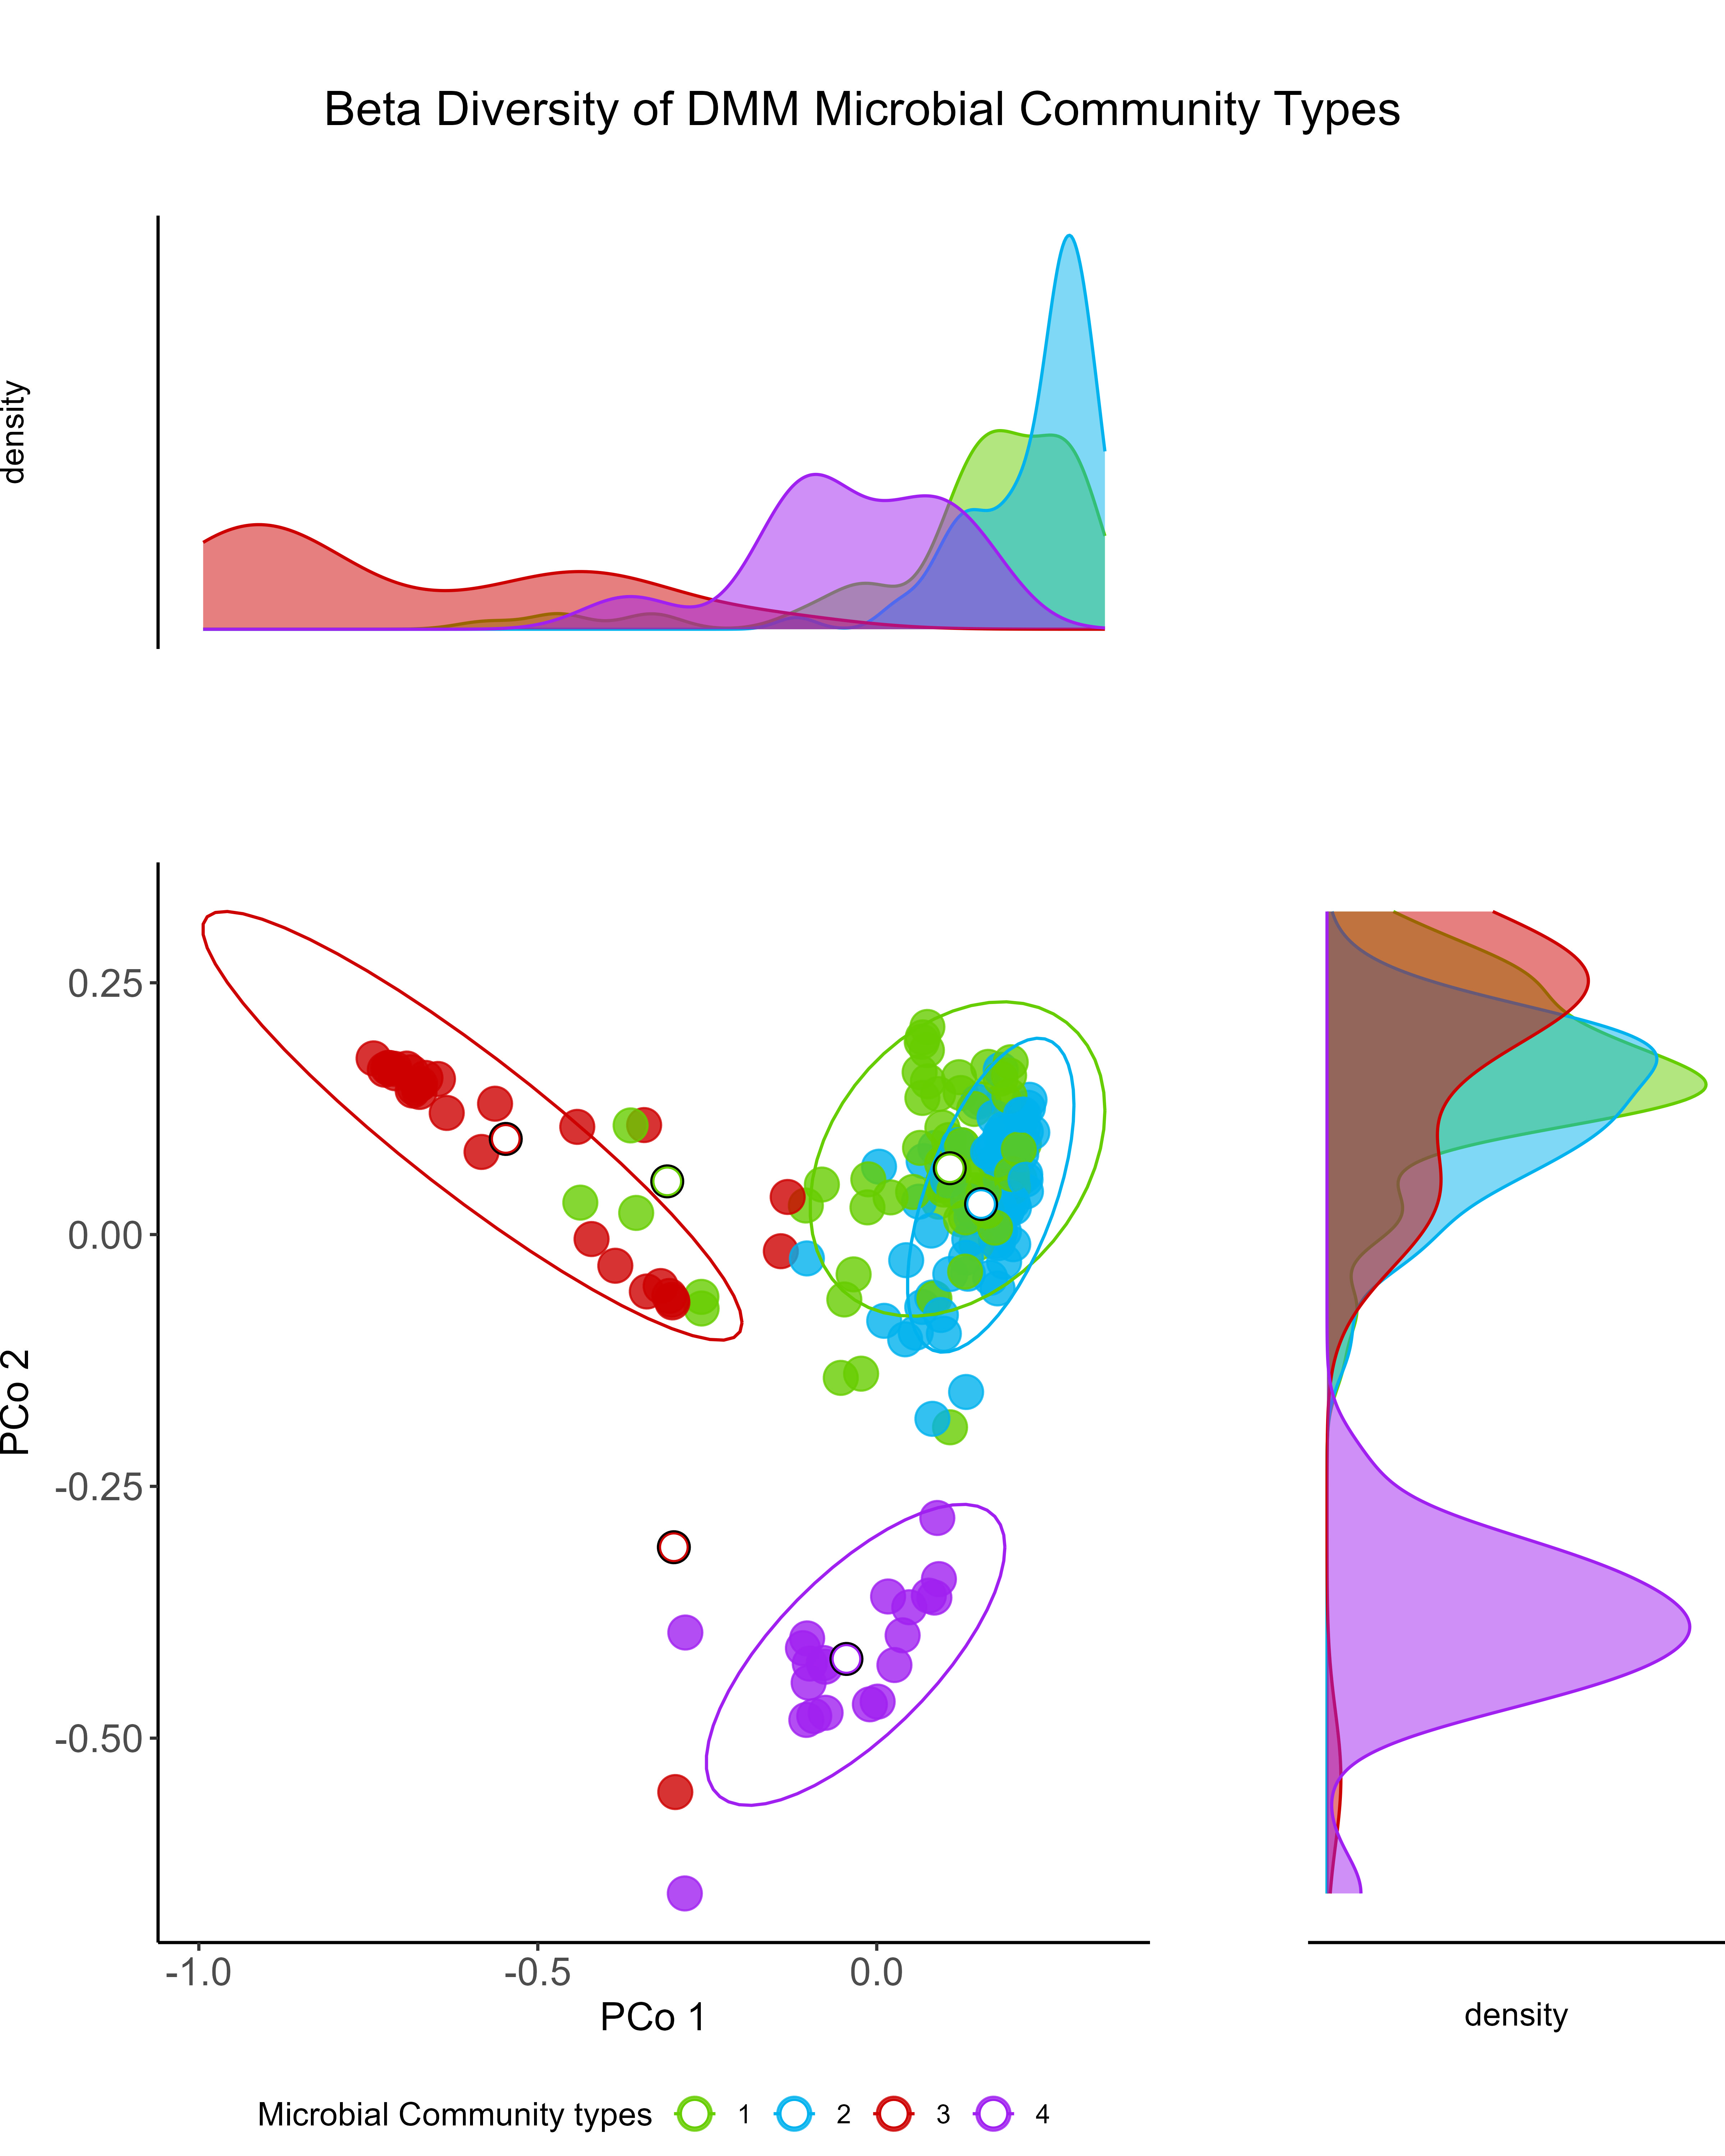 Beta Diversity of DMM Microbial Community Types
density
0.25
0.00
-0.25
-0.50
PCo 2
-1.0 -0.5 0.0
PCo 1
density
Microbial Community types 1 2 3 4